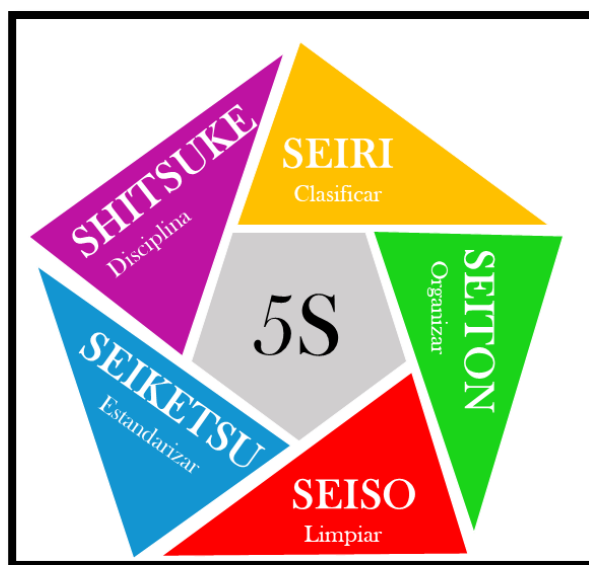 SEIRI
Clasificar
SEITON
Organizar
SEISO
Limpiar
SEIKETSU
Estandarizar
SHITSUKE
Disciplina
5S